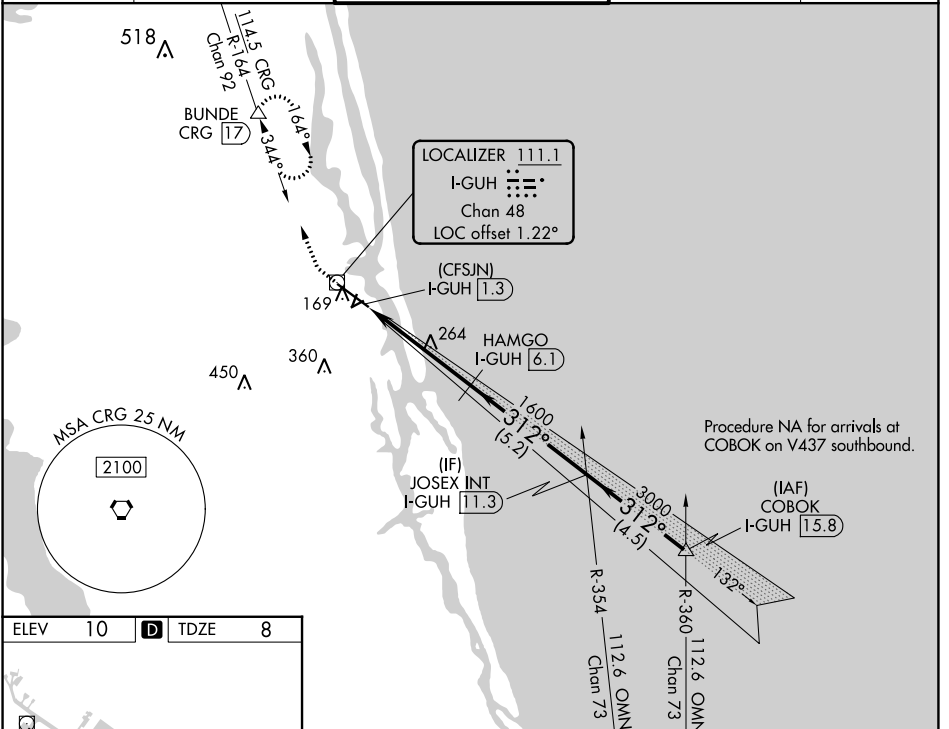 518
114.5 CRG
R-164
Chan 92
BUNDE
CRG 17
164°
344°
LOCALIZER 111.1
I-GUH
Chan 48
LOC offset 1.22°
(CFSJN)
I-GUH 1.3
169
264
HAMGO
I-GUH 6.1
360
450
1600
312°
(5.2)
Procedure NA for arrivals at
COBOK on V437 southbound.
MSA CRG 25 NM
2100
(IF)
JOSEX INT
I-GUH 11.3
3000
312°
(4.5)
(IAF)
COBOK
I-GUH 15.8
132°
R-354
112.6 OMN
Chan 73
R-360
112.6 OMN
Chan 73
ELEV 10 D TDZE 8